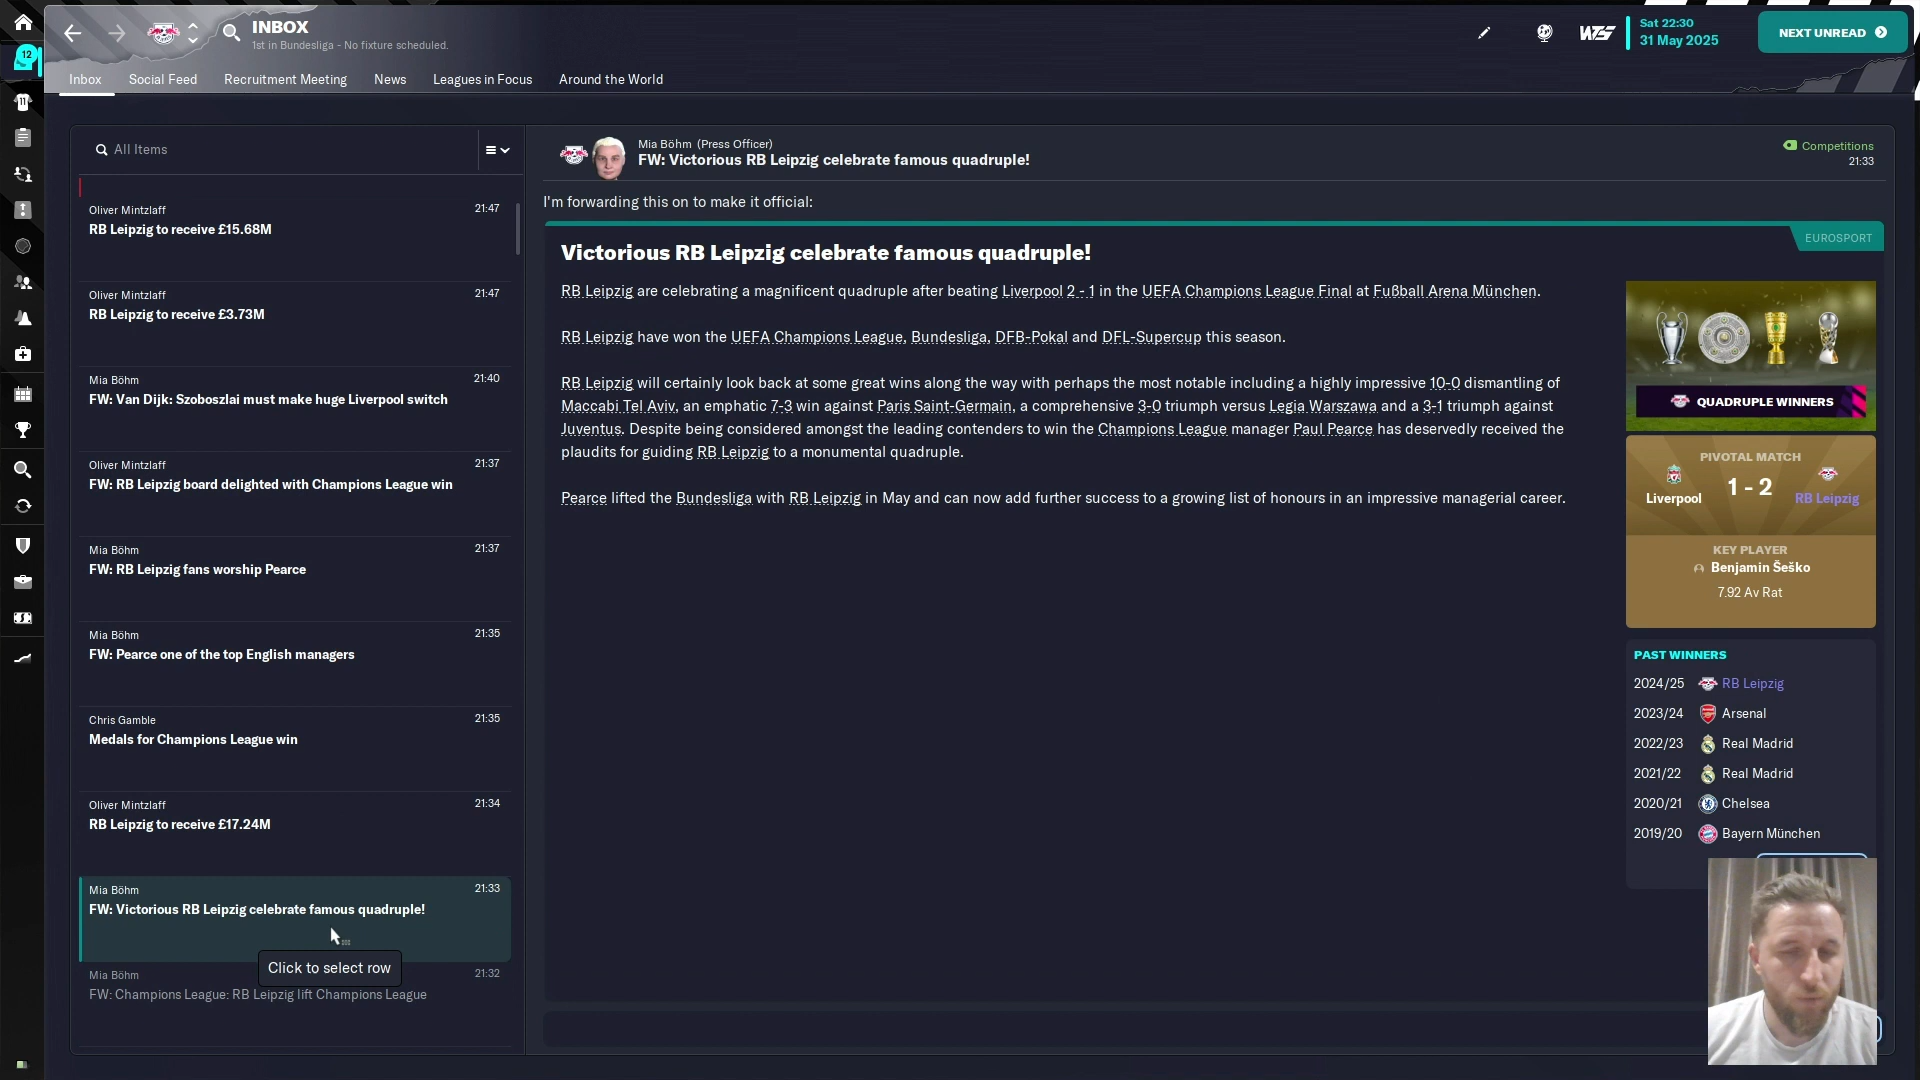 12
INBOX
1st in Bundesliga - No fixture scheduled.
Sat 22:30
31 May 2025
NEXT UNREAD
Inbox
Social Feed
Recruitment Meeting
News
Leagues in Focus
Around the World
All Items
Oliver Mintzlaff
21:47
RB Leipzig to receive £15.68M
Oliver Mintzlaff
21:47
RB Leipzig to receive £3.73M
Mia Böhm
21:40
FW: Van Dijk: Szoboszlai must make huge Liverpool switch
Oliver Mintzlaff
21:37
FW: RB Leipzig board delighted with Champions League win
Mia Böhm
21:37
FW: RB Leipzig fans worship Pearce
Mia Böhm
21:35
FW: Pearce one of the top English managers
Chris Gamble
21:35
Medals for Champions League win
Oliver Mintzlaff
21:34
RB Leipzig to receive £17.24M
Mia Böhm
21:33
FW: Victorious RB Leipzig celebrate famous quadruple!
Click to select row
Mia Böhm
21:32
FW: Champions League: RB Leipzig lift Champions League
Mia Böhm (Press Officer)
FW: Victorious RB Leipzig celebrate famous quadruple!
Competitions
21:33
I'm forwarding this on to make it official:
EUROSPORT
Victorious RB Leipzig celebrate famous quadruple!
RB Leipzig are celebrating a magnificent quadruple after beating Liverpool 2 - 1 in the UEFA Champions League Final at Fußball Arena München.
RB Leipzig have won the UEFA Champions League, Bundesliga, DFB-Pokal and DFL-Supercup this season.
RB Leipzig will certainly look back at some great wins along the way with perhaps the most notable including a highly impressive 10-0 dismantling of
Maccabi Tel Aviv, an emphatic 7-3 win against Paris Saint-Germain, a comprehensive 3-0 triumph versus Legia Warszawa and a 3-1 triumph against
Juventus. Despite being considered amongst the leading contenders to win the Champions League manager Paul Pearce has deservedly received the
plaudits for guiding RB Leipzig to a monumental quadruple.
Pearce lifted the Bundesliga with RB Leipzig in May and can now add further success to a growing list of honours in an impressive managerial career.
QUADRUPLE WINNERS
PIVOTAL MATCH
Liverpool
1 - 2
RB Leipzig
KEY PLAYER
Benjamin Šeško
7.92 Av Rat
PAST WINNERS
2024/25 RB Leipzig
2023/24 Arsenal
2022/23 Real Madrid
2021/22 Real Madrid
2020/21 Chelsea
2019/20 Bayern München